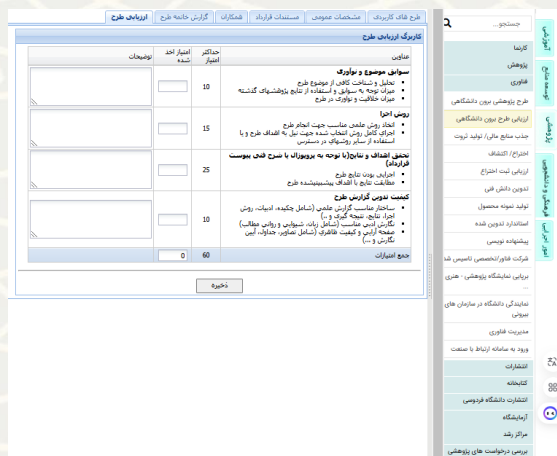 طرح های کاربردی
مشخصات عمومی
مستندات قرارداد
همکاران
گزارش خاتمه طرح
ارزیابی طرح
کاربرگ ارزیابی طرح
عناوین
حداکثر امتیاز
امتیاز اخذ شده
توضیحات
سوابق موضوع و نوآوری
تحلیل و شناخت کافی از موضوع طرح
میزان توجه به سوابق و استفاده از نتایج پژوهشهای گذشته
میزان خلاقیت و نوآوری در طرح
10
روش اجرا
اتخاذ روش علمی مناسب جهت انجام طرح
اجرای کامل روش انتخاب شده جهت نیل به اهداف طرح و یا
استفاده از سایر روشهای در دسترس
15
تحقق اهداف و نتایج(با توجه به پروپوزال یا شرح فنی پیوست
قرارداد)
اجرایی بودن نتایج طرح
مطابقت نتایج با اهداف پیشبینیشده طرح
25
کیفیت تدوین گزارش طرح
ساختار مناسب گزارش علمی (شامل چکیده، ادبیات، روش
اجرا، نتایج، نتیجه گیری و ..)
نگارش ادبی مناسب (شامل زبان، شیوایی و روانی مطالب)
صفحه آرایی و کیفیت ظاهری (شامل تصاویر، جداول، آیین
نگارش و ...)
10
جمع امتیازات
60
0
ذخیره
جستجو...
کارنما
پژوهش
فناوری
طرح پژوهشی برون دانشگاهی
ارزیابی طرح برون دانشگاهی
جذب منابع مالی/ تولید ثروت
اختراع/ اکتشاف
ارزیابی ثبت اختراع
تدوین دانش فنی
تولید نمونه محصول
استاندارد تدوین شده
پیشنهاده نویسی
شرکت فناور/تخصصی تاسیس شد
برپایی نمایشگاه پژوهشی - هنری
...
نمایندگی دانشگاه در سازمان های
بیرونی
مدیریت فناوری
ورود به سامانه ارتباط با صنعت
انتشارات
کتابخانه
انتشارت دانشگاه فردوسی
آزمایشگاه
مراکز رشد
بررسی درخواست های پژوهشی
آموزشی
توسعه منابع
پژوهشی
فرهنگی و دانشجویی
امور اجرایی